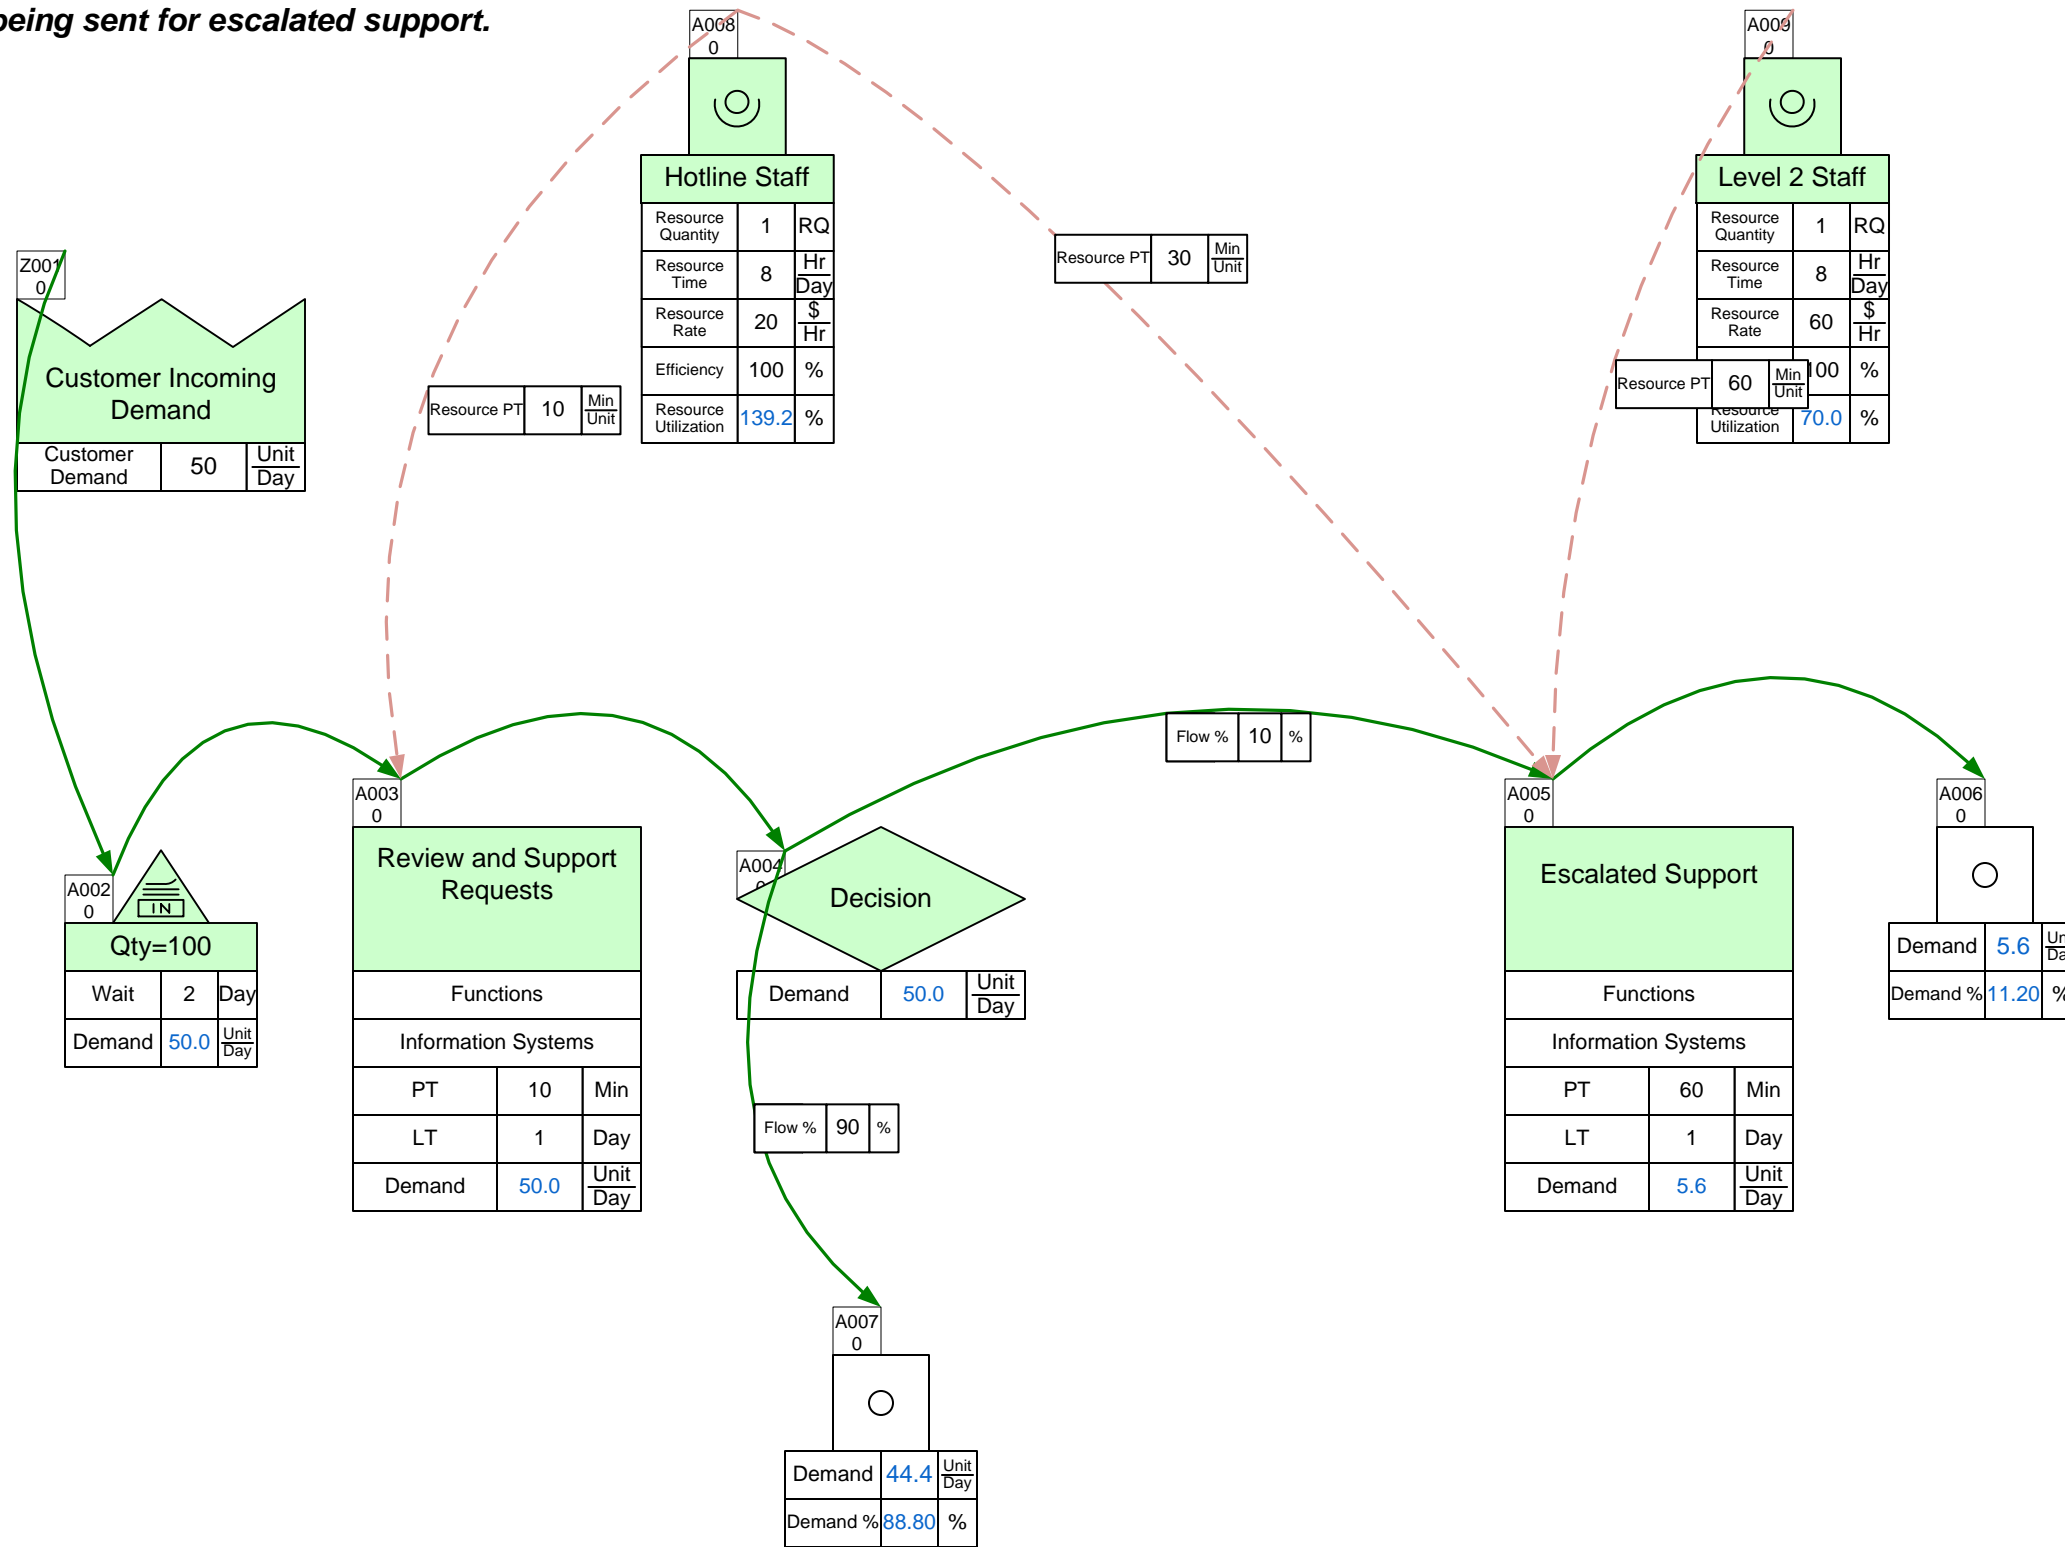 being sent for escalated support.
A008
0
Hotline Staff
Resource Quantity 1 RQ
Resource Time 8 Hr Day
Resource Rate 20 $ Hr
Efficiency 100 %
Resource Utilization 139.2 %
A009
0
Level 2 Staff
Resource Quantity 1 RQ
Resource Time 8 Hr Day
Resource Rate 60 $ Hr
100 %
Resource Utilization 70.0 %
Resource PT 30 Min Unit
Resource PT 10 Min Unit
Resource PT 60 Min Unit
Z001
0
Customer Incoming
Demand
Customer Demand 50 Unit Day
Flow % 10 %
A002
0
IN
Qty=100
Wait 2 Day
Demand 50.0 Unit Day
A003
0
Review and Support
Requests
Functions
Information Systems
PT 10 Min
LT 1 Day
Demand 50.0 Unit Day
A004
Decision
Demand 50.0 Unit Day
Flow % 90 %
A005
0
Escalated Support
Functions
Information Systems
PT 60 Min
LT 1 Day
Demand 5.6 Unit Day
A006
0
Demand 5.6
Demand % 11.20 %
A007
0
Demand 44.4 Unit Day
Demand % 88.80 %